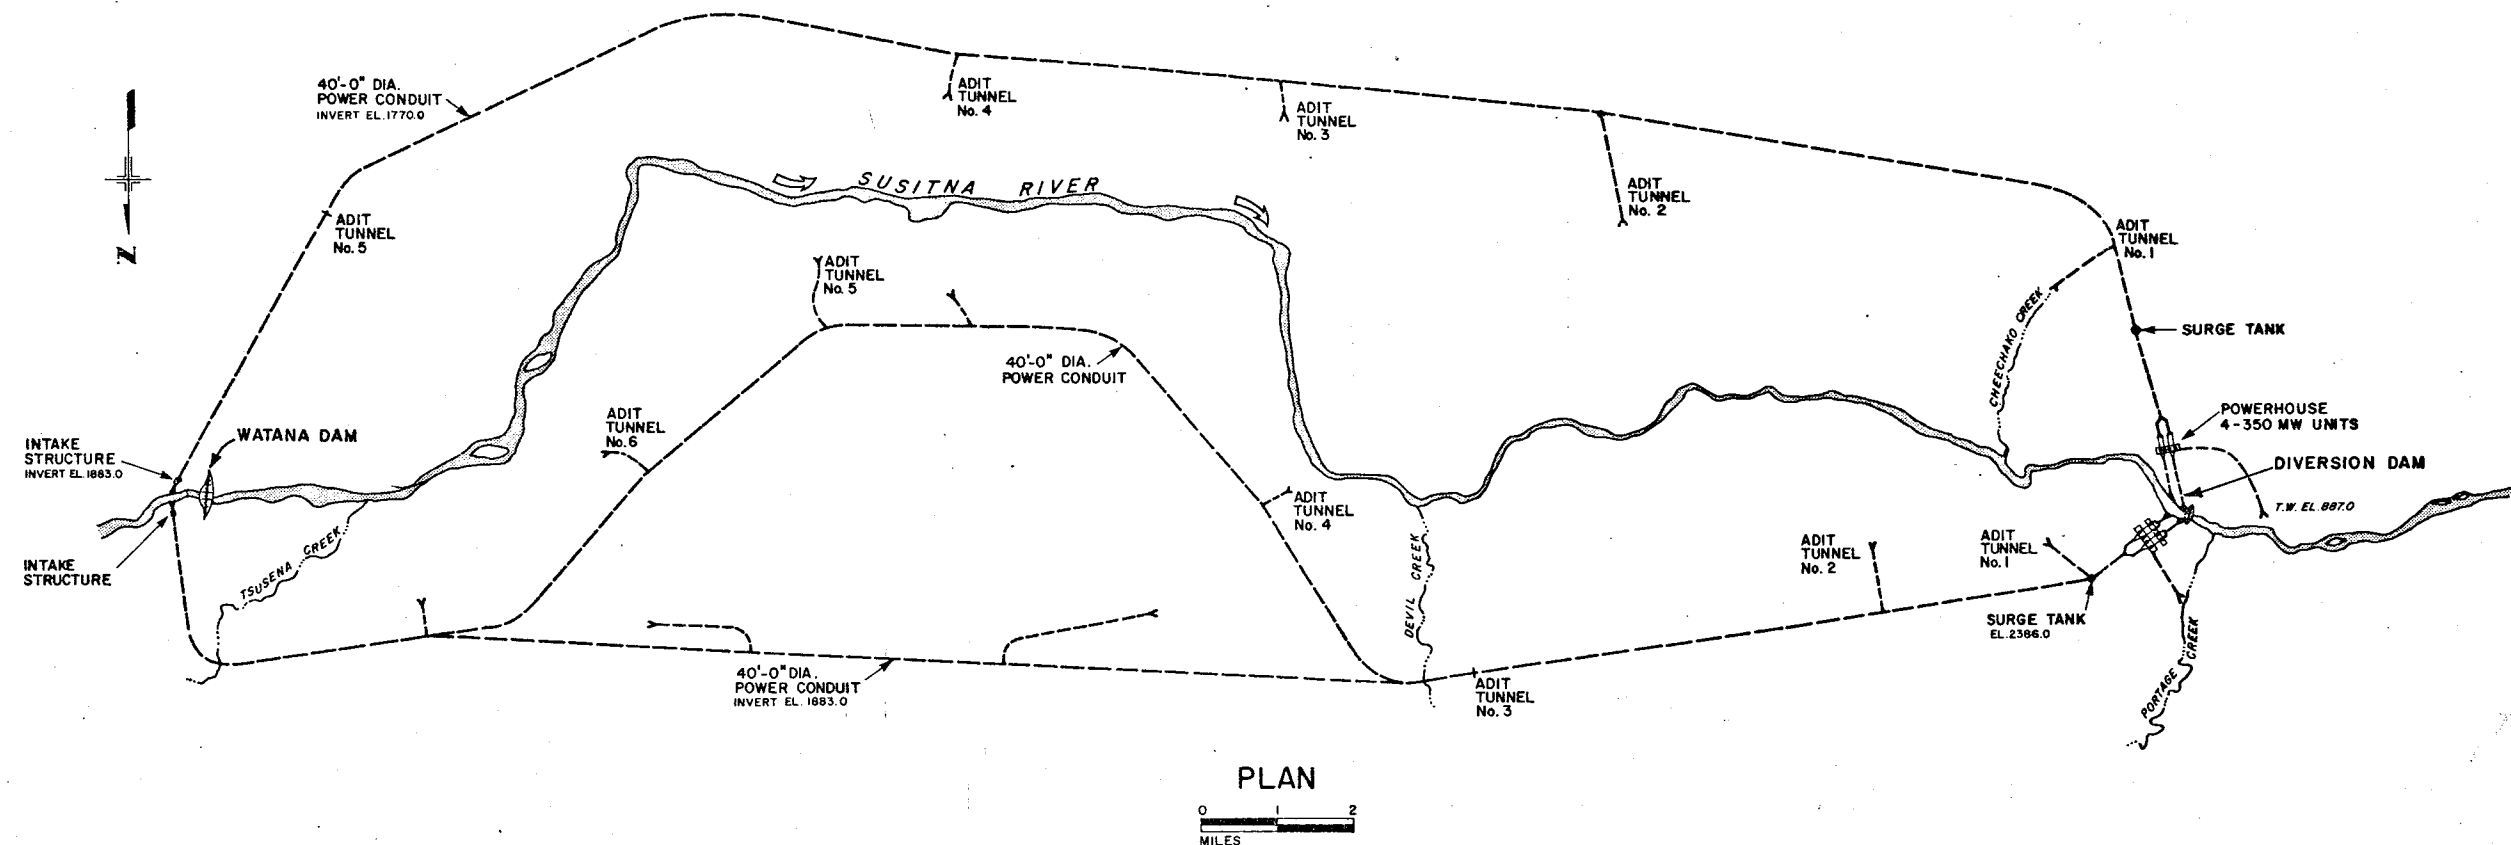 40'-0" DIA.
POWER CONDUIT
INVERT EL. 1770.0
ADIT
TUNNEL
No. 4
ADIT
TUNNEL
No. 3
ADIT
TUNNEL
No. 2
SUSITNA RIVER
ADIT
TUNNEL
No. 5
N
ADIT
TUNNEL
No. 1
ADIT
TUNNEL
No. 5
CHEECHAKO CREEK
SURGE TANK
40'-0" DIA.
POWER CONDUIT
POWERHOUSE
4-350 MW UNITS
ADIT
TUNNEL
No. 6
WATANA DAM
INTAKE
STRUCTURE
INVERT EL. 1883.0
DIVERSION DAM
T.W. EL. 887.0
ADIT
TUNNEL
No. 4
TSUSENA CREEK
DEVIL CREEK
ADIT
TUNNEL
No. 2
ADIT
TUNNEL
No. 1
INTAKE
STRUCTURE
SURGE TANK
EL. 2386.0
PORTAGE CREEK
40'-0" DIA.
POWER CONDUIT
INVERT EL. 1883.0
ADIT
TUNNEL
No. 3
PLAN
0 1 2
MILES